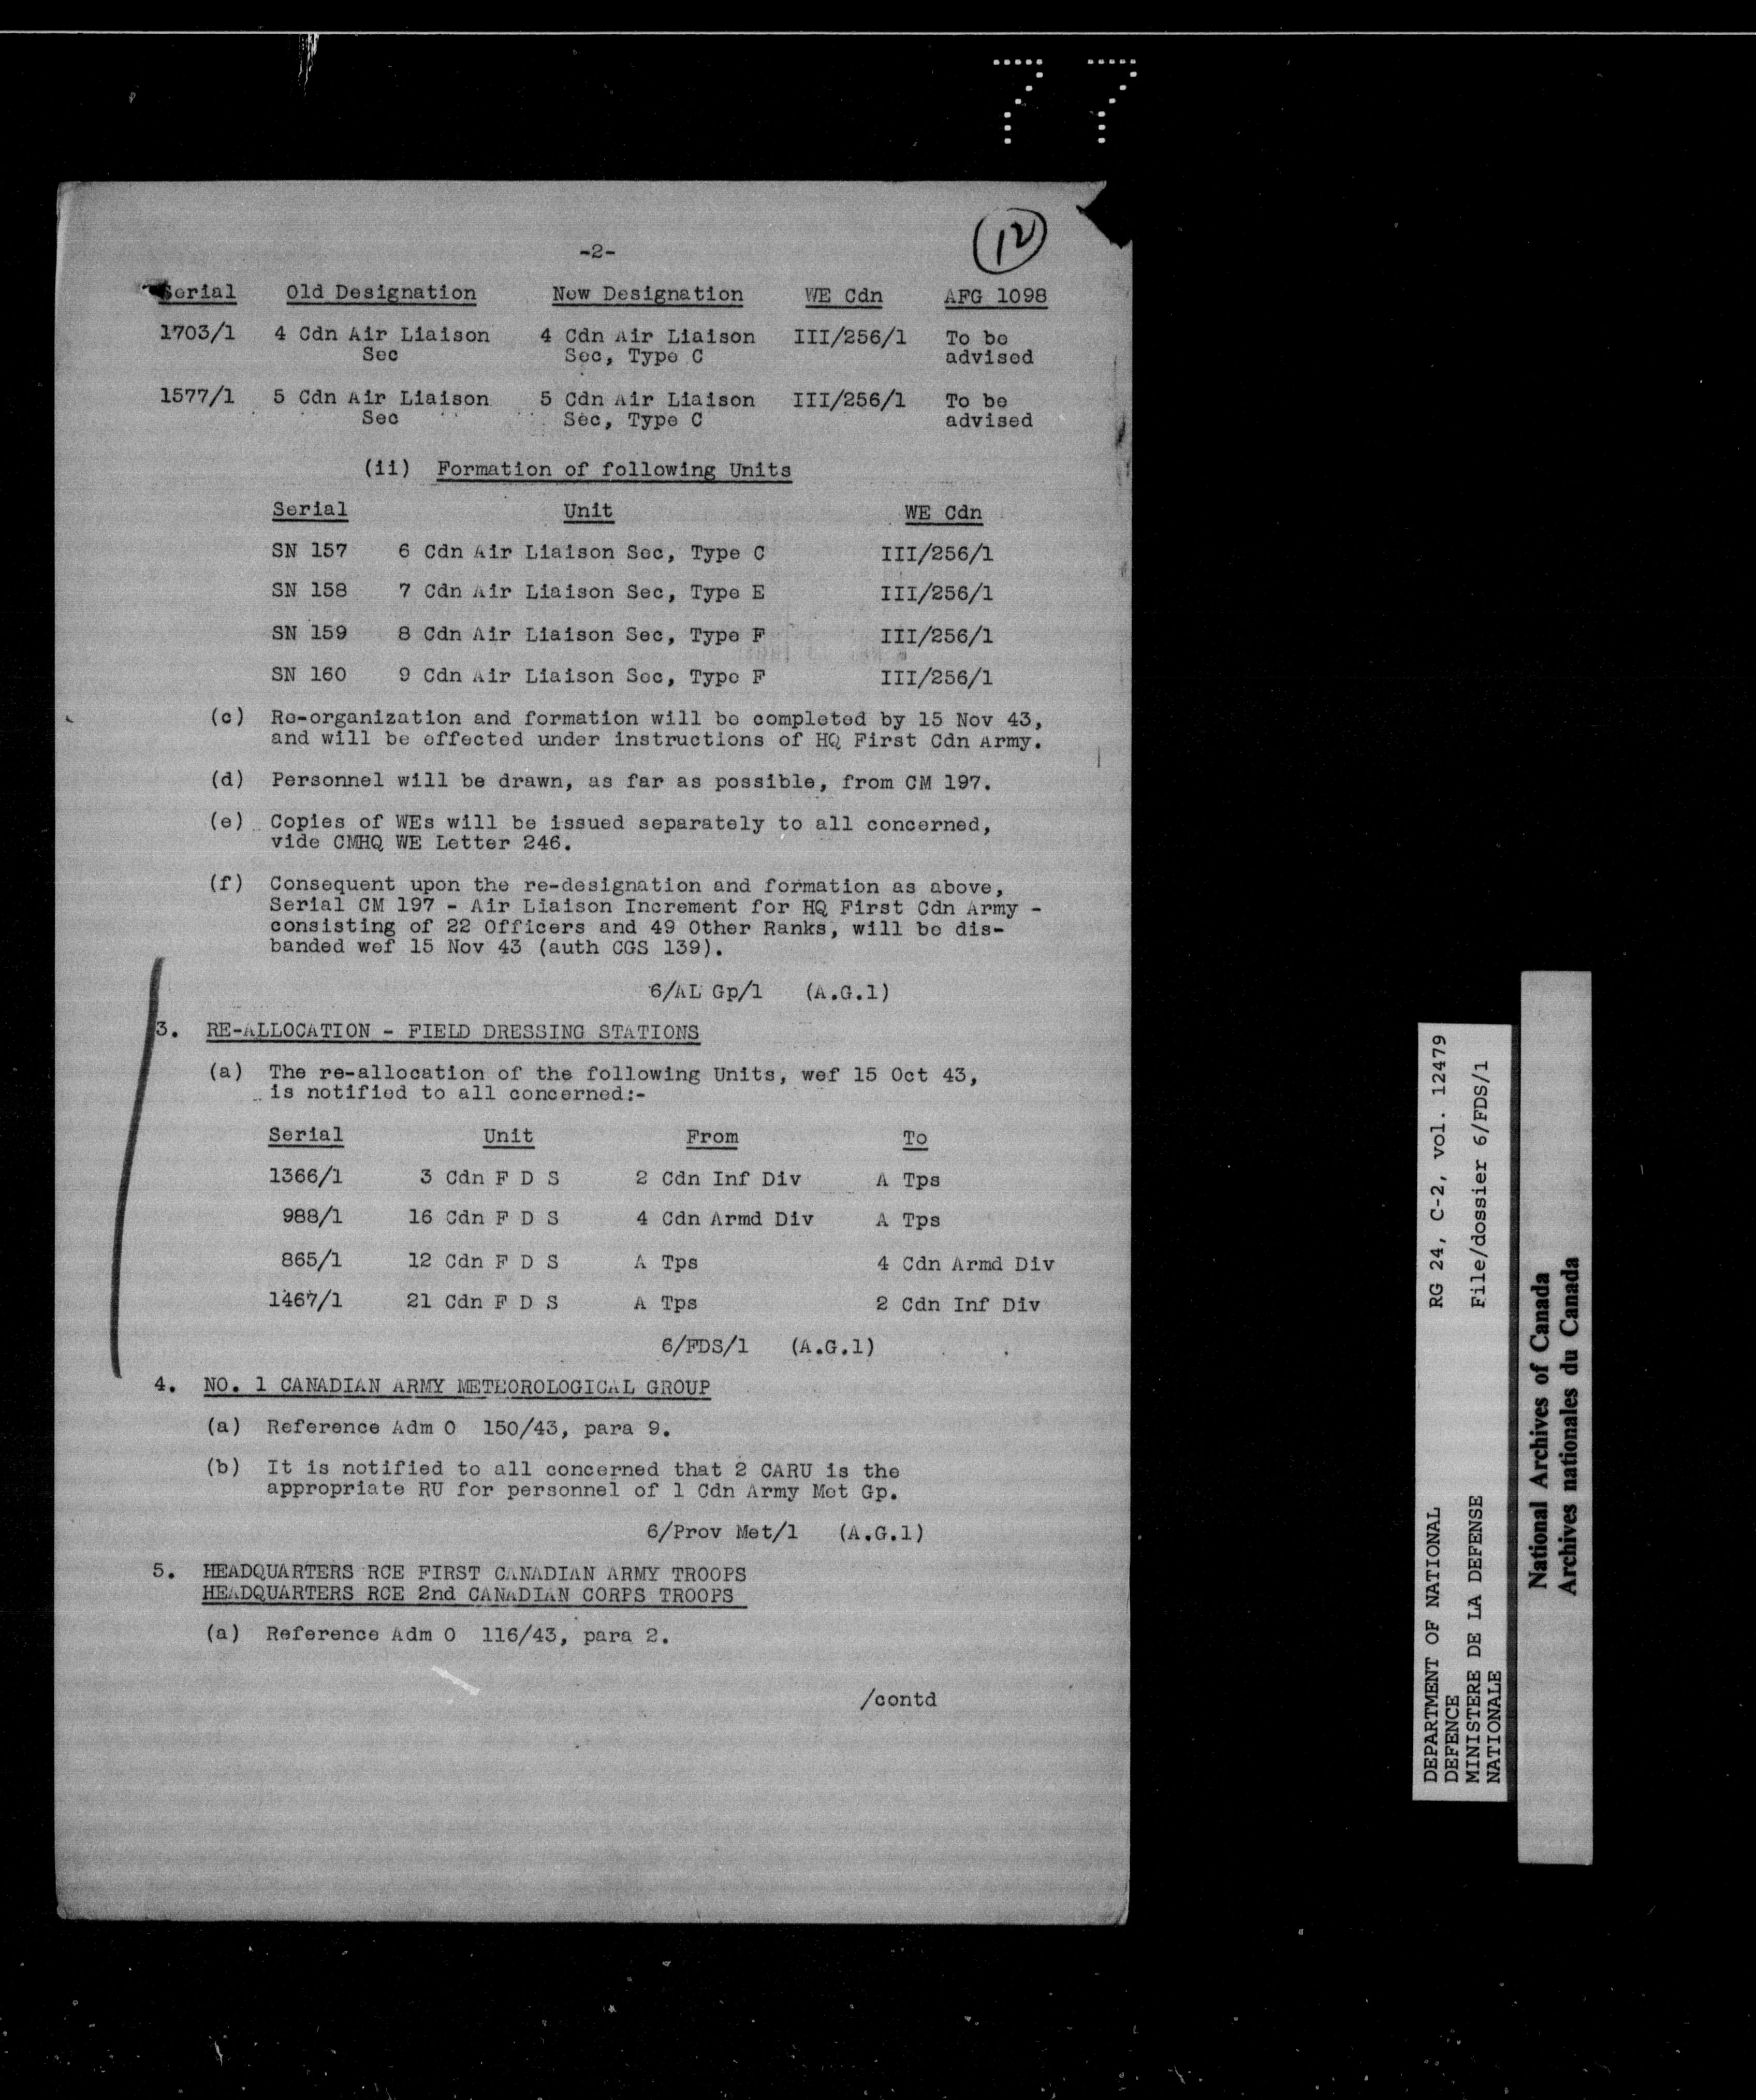 77
12
-2-
Serial Old Designation New Designation WE Cdn AFG 1098
1703/1 4 Cdn Air Liaison 4 Cdn Air Liaison III/256/1 To be
Sec Sec, Type C advised
1577/1 5 Cdn Air Liaison 5 Cdn Air Liaison III/256/1 To be
Sec Sec, Type C advised
(ii) Formation of following Units
Serial Unit WE Cdn
SN 157 6 Cdn Air Liaison Sec, Type C III/256/1
SN 158 7 Cdn Air Liaison Sec, Type E III/256/1
SN 159 8 Cdn Air Liaison Sec, Type F III/256/1
SN 160 9 Cdn Air Liaison Sec, Type F III/256/1
(c) Re-organization and formation will be completed by 15 Nov 43,
and will be effected under instructions of HQ First Cdn Army.
(d) Personnel will be drawn, as far as possible, from CM 197.
(e) Copies of WEs will be issued separately to all concerned,
vide CMHQ WE Letter 246.
(f) Consequent upon the re-designation and formation as above,
Serial CM 197 - Air Liaison Increment for HQ First Cdn Army -
consisting of 22 Officers and 49 Other Ranks, will be dis-
banded wef 15 Nov 43 (auth CGS 139).
6/AL Gp/1 (A.G.1)
3. RE-ALLOCATION - FIELD DRESSING STATIONS
(a) The re-allocation of the following Units, wef 15 Oct 43,
is notified to all concerned:-
Serial Unit From To
1366/1 3 Cdn F D S 2 Cdn Inf Div A Tps
988/1 16 Cdn F D S 4 Cdn Armd Div A Tps
865/1 12 Cdn F D S A Tps 4 Cdn Armd Div
1467/1 21 Cdn F D S A Tps 2 Cdn Inf Div
6/FDS/1 (A.G.1)
4. NO. 1 CANADIAN ARMY METEOROLOGICAL GROUP
(a) Reference Adm O 150/43, para 9.
(b) It is notified to all concerned that 2 CARU is the
appropriate RU for personnel of 1 Cdn Army Met Gp.
6/Prov Met/1 (A.G.1)
5. HEADQUARTERS RCE FIRST CANADIAN ARMY TROOPS
HEADQUARTERS RCE 2nd CANADIAN CORPS TROOPS
(a) Reference Adm O 116/43, para 2.
/contd
DEPARTMENT OF NATIONAL RG 24, C-2, vol. 12479
DEFENCE
MINISTERE DE LA DEFENSE File/dossier 6/FDS/1
NATIONALE
National Archives of Canada
Archives nationales du Canada